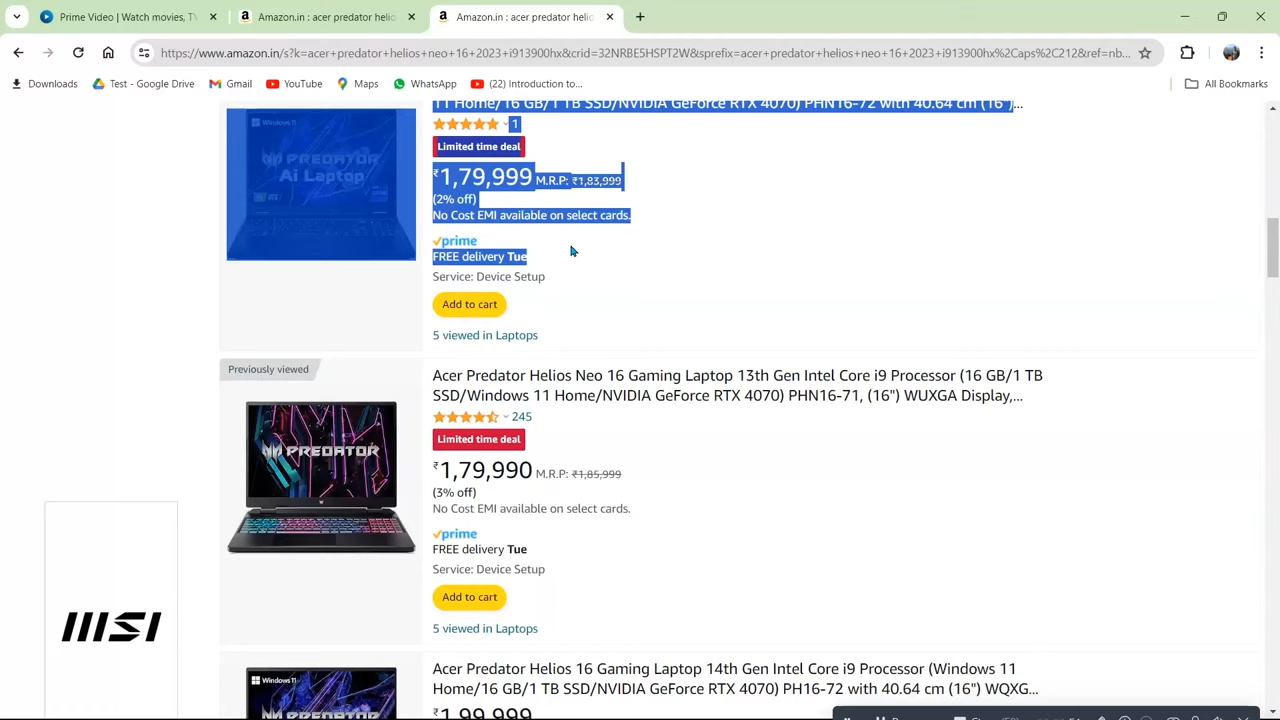 Prime Video | Watch movies, TV
Amazon.in : acer predator helio
Amazon.in : acer predator helio
https://www.amazon.in/s?k=acer+predator+helios+neo+16+2023+i913900hx&crid=32NRBE5HSPT2W&sprefix=acer+predator+helios+neo+16+2023+i913900hx%2Caps%2C212&ref=nb...
Downloads
Test - Google Drive
Gmail
YouTube
Maps
WhatsApp
(22) Introduction to...
All Bookmarks
11 Home/16 GB/1 TB SSD/NVIDIA GeForce RTX 4070) PHN16-72 with 40.64 cm (16")...
1
Limited time deal
₹1,79,999 M.R.P: ₹1,83,999
(2% off)
No Cost EMI available on select cards.
prime
FREE delivery Tue
Service: Device Setup
Add to cart
5 viewed in Laptops
Windows 11
PREDATOR
Ai Laptop
Previously viewed
Acer Predator Helios Neo 16 Gaming Laptop 13th Gen Intel Core i9 Processor (16 GB/1 TB
SSD/Windows 11 Home/NVIDIA GeForce RTX 4070) PHN16-71, (16") WUXGA Display,...
245
Limited time deal
₹1,79,990 M.R.P: ₹1,85,999
(3% off)
No Cost EMI available on select cards.
prime
FREE delivery Tue
Service: Device Setup
Add to cart
5 viewed in Laptops
PREDATOR
msi
Acer Predator Helios 16 Gaming Laptop 14th Gen Intel Core i9 Processor (Windows 11
Home/16 GB/1 TB SSD/NVIDIA GeForce RTX 4070) PH16-72 with 40.64 cm (16") WQXG...
1,99,999
Windows 11